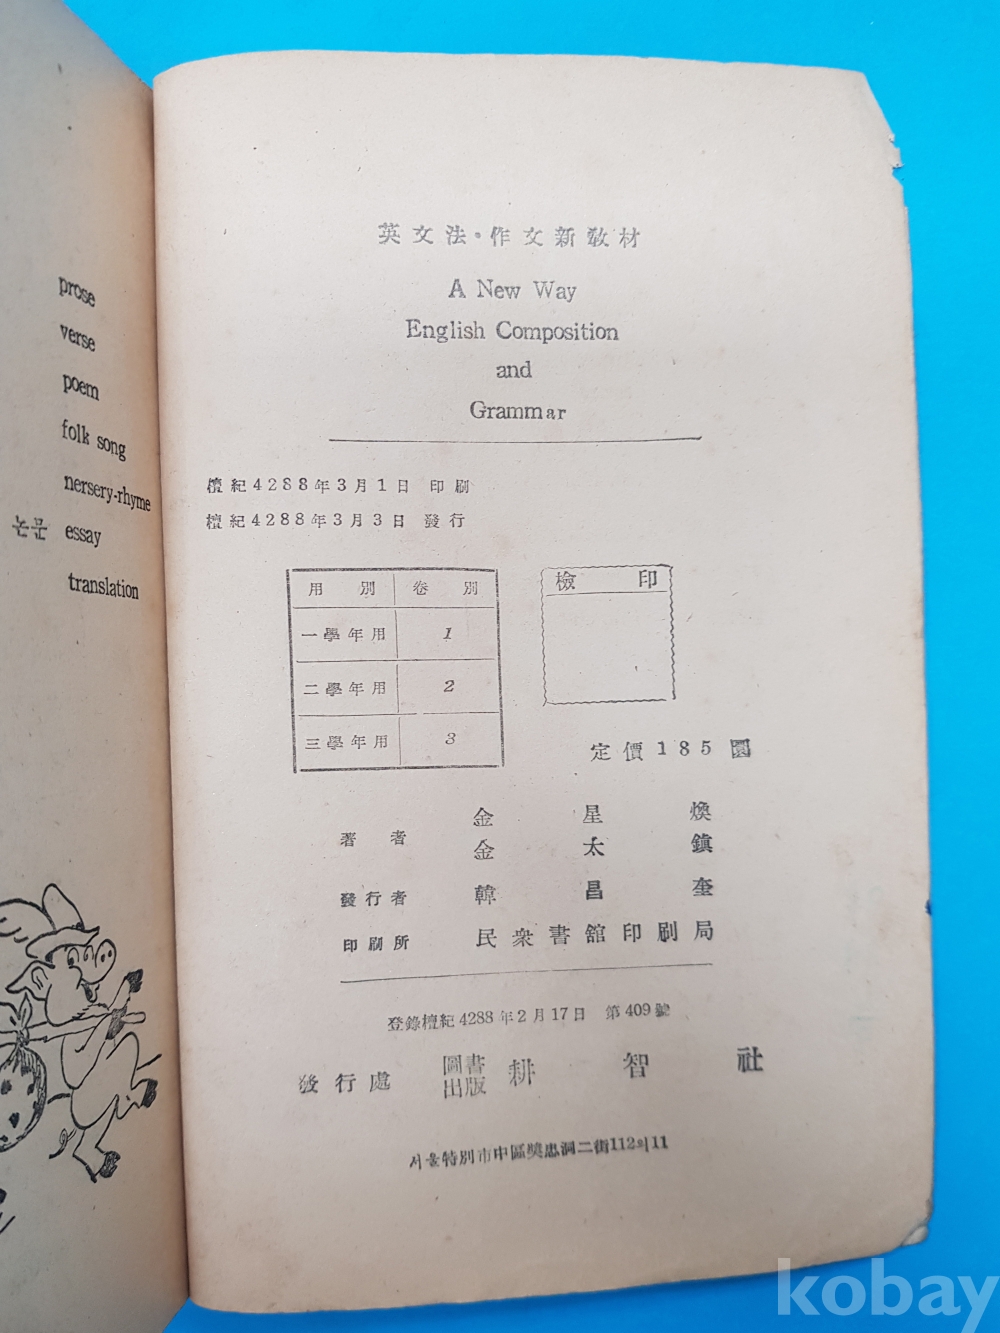 prose
verse
poem
folk song
nersery-rhyme
논문 essay
translation
英文法・作文新敎材
A New Way
English Composition
and
Grammar
檀紀4288年3月1日 印刷
檀紀4288年3月3日 發行
用別 卷別
一學年用 1
二學年用 2
三學年用 3
檢印
定價185圜
著者 金星煥
金太鎭
發行者 韓昌奎
印刷所 民衆書館印刷局
登錄檀紀4288年2月17日 第409號
發行處 圖書出版 耕智社
서울特別市中區奬忠洞二街112의11
kobay